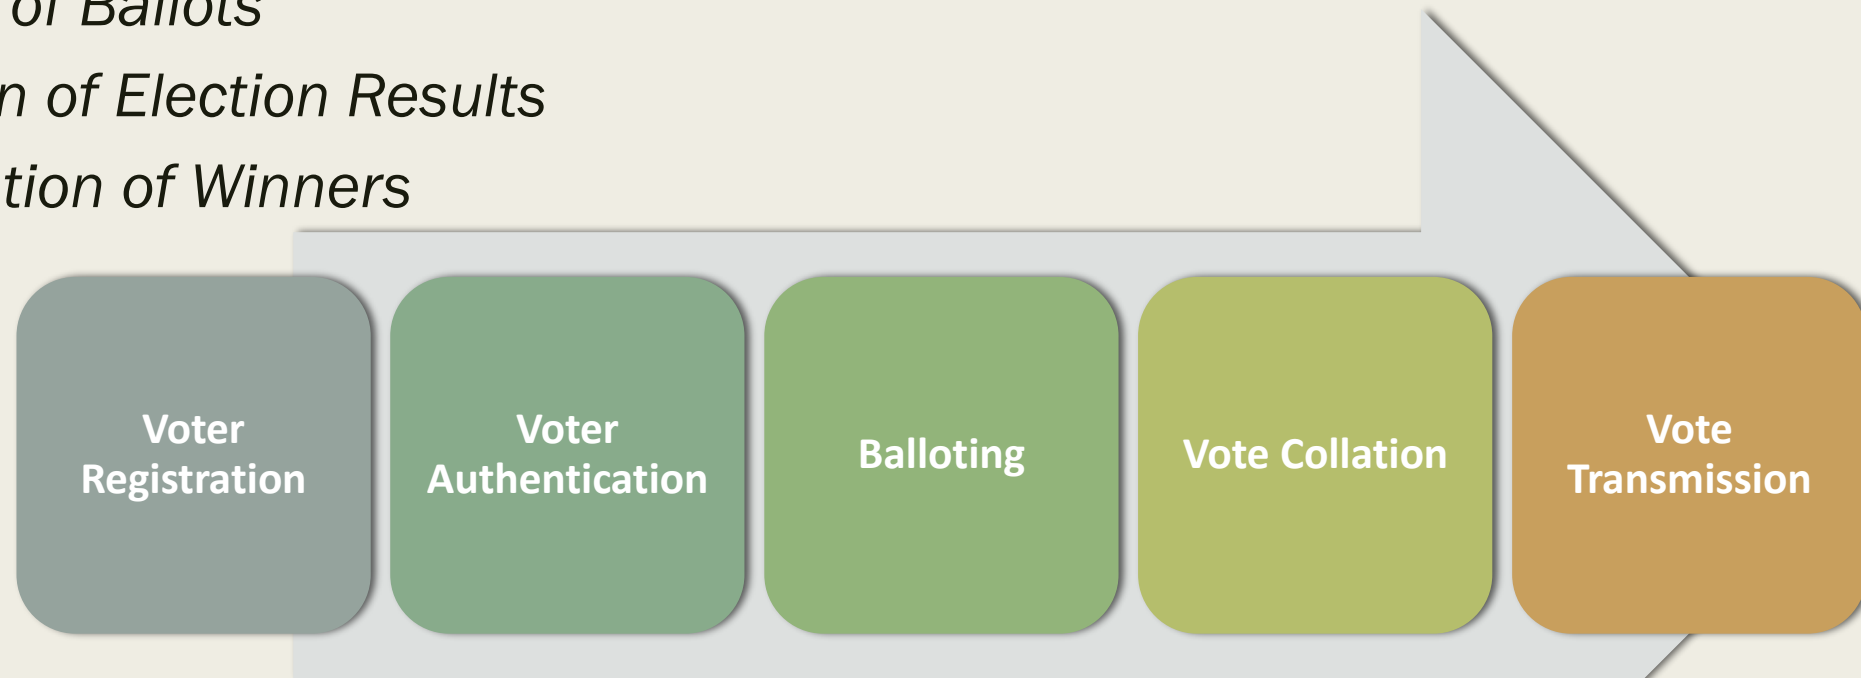 of Ballots
n of Election Results
tion of Winners
Voter
Registration
Voter
Authentication
Balloting
Vote Collation
Vote
Transmission